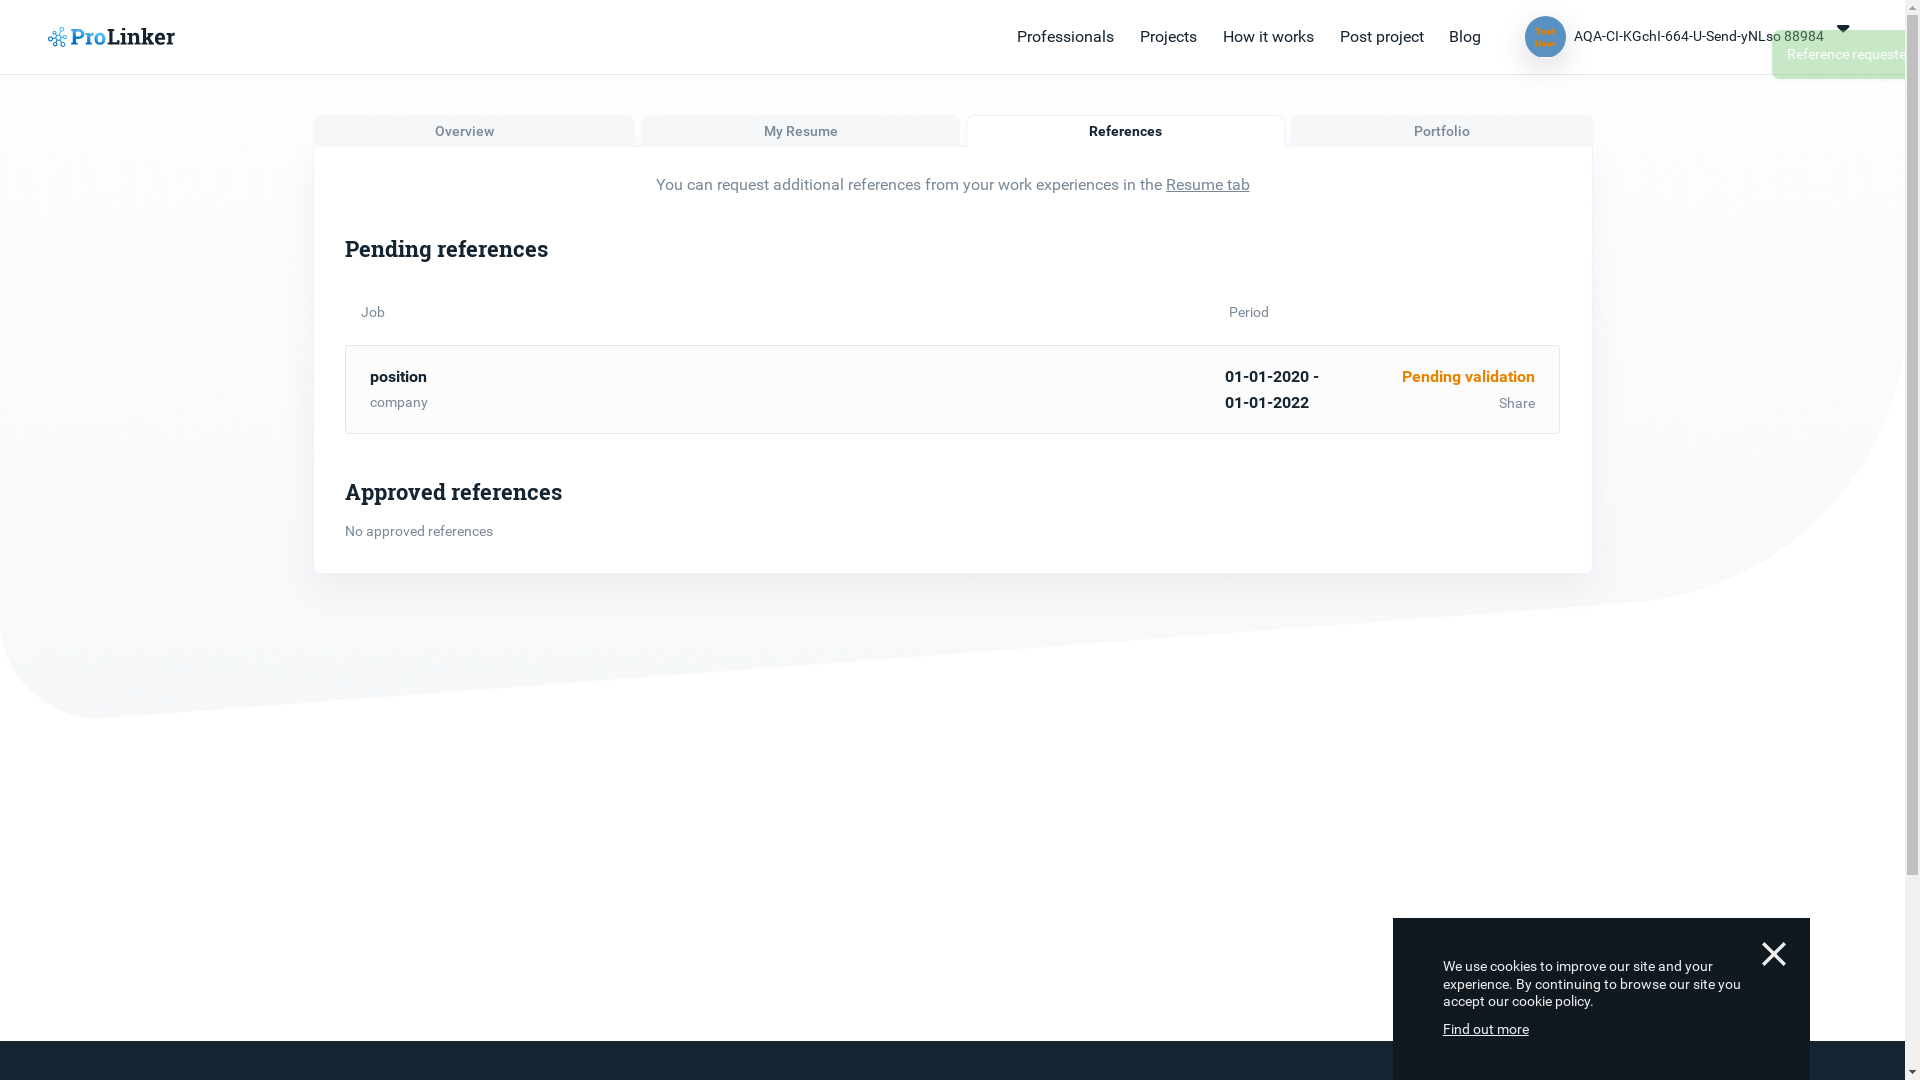 ProLinker
Professionals
Projects
How it works
Post project
Blog
Test
User
AQA-CI-KGchI-664-U-Send-yNLso 88984
Reference requeste
Overview
My Resume
References
Portfolio
You can request additional references from your work experiences in the Resume tab
Pending references
Job
Period
position
01-01-2020 -
Pending validation
company
01-01-2022
Share
Approved references
No approved references
We use cookies to improve our site and your
experience. By continuing to browse our site you
accept our cookie policy.
Find out more